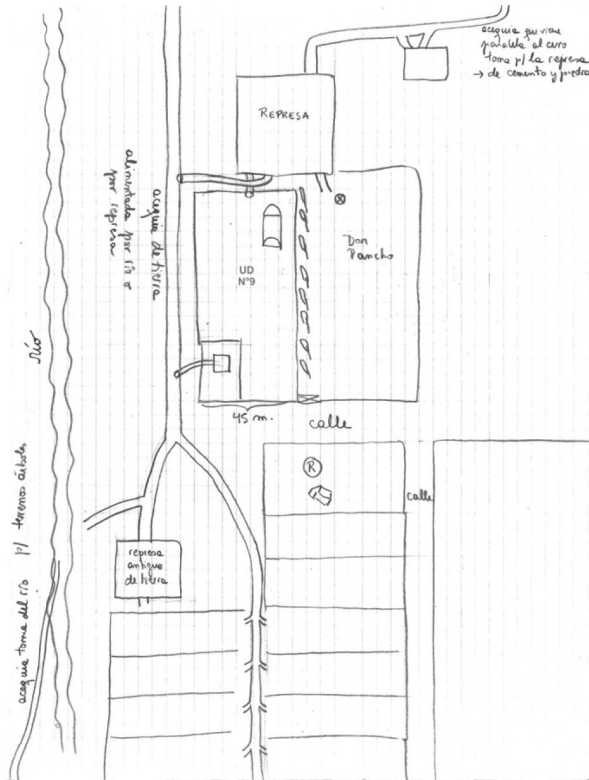 acequia que viene
paralela al cerro
toma p/ la represa
→ de cemento y piedra
REPRESA
acequia de tierra
alimentada por río o
por represa
Don
Pancho
UD
Nº9
río
45 m.
calle
R
calle
represa
antigua
de tierra
acequia toma del río p/ terrenos árboles